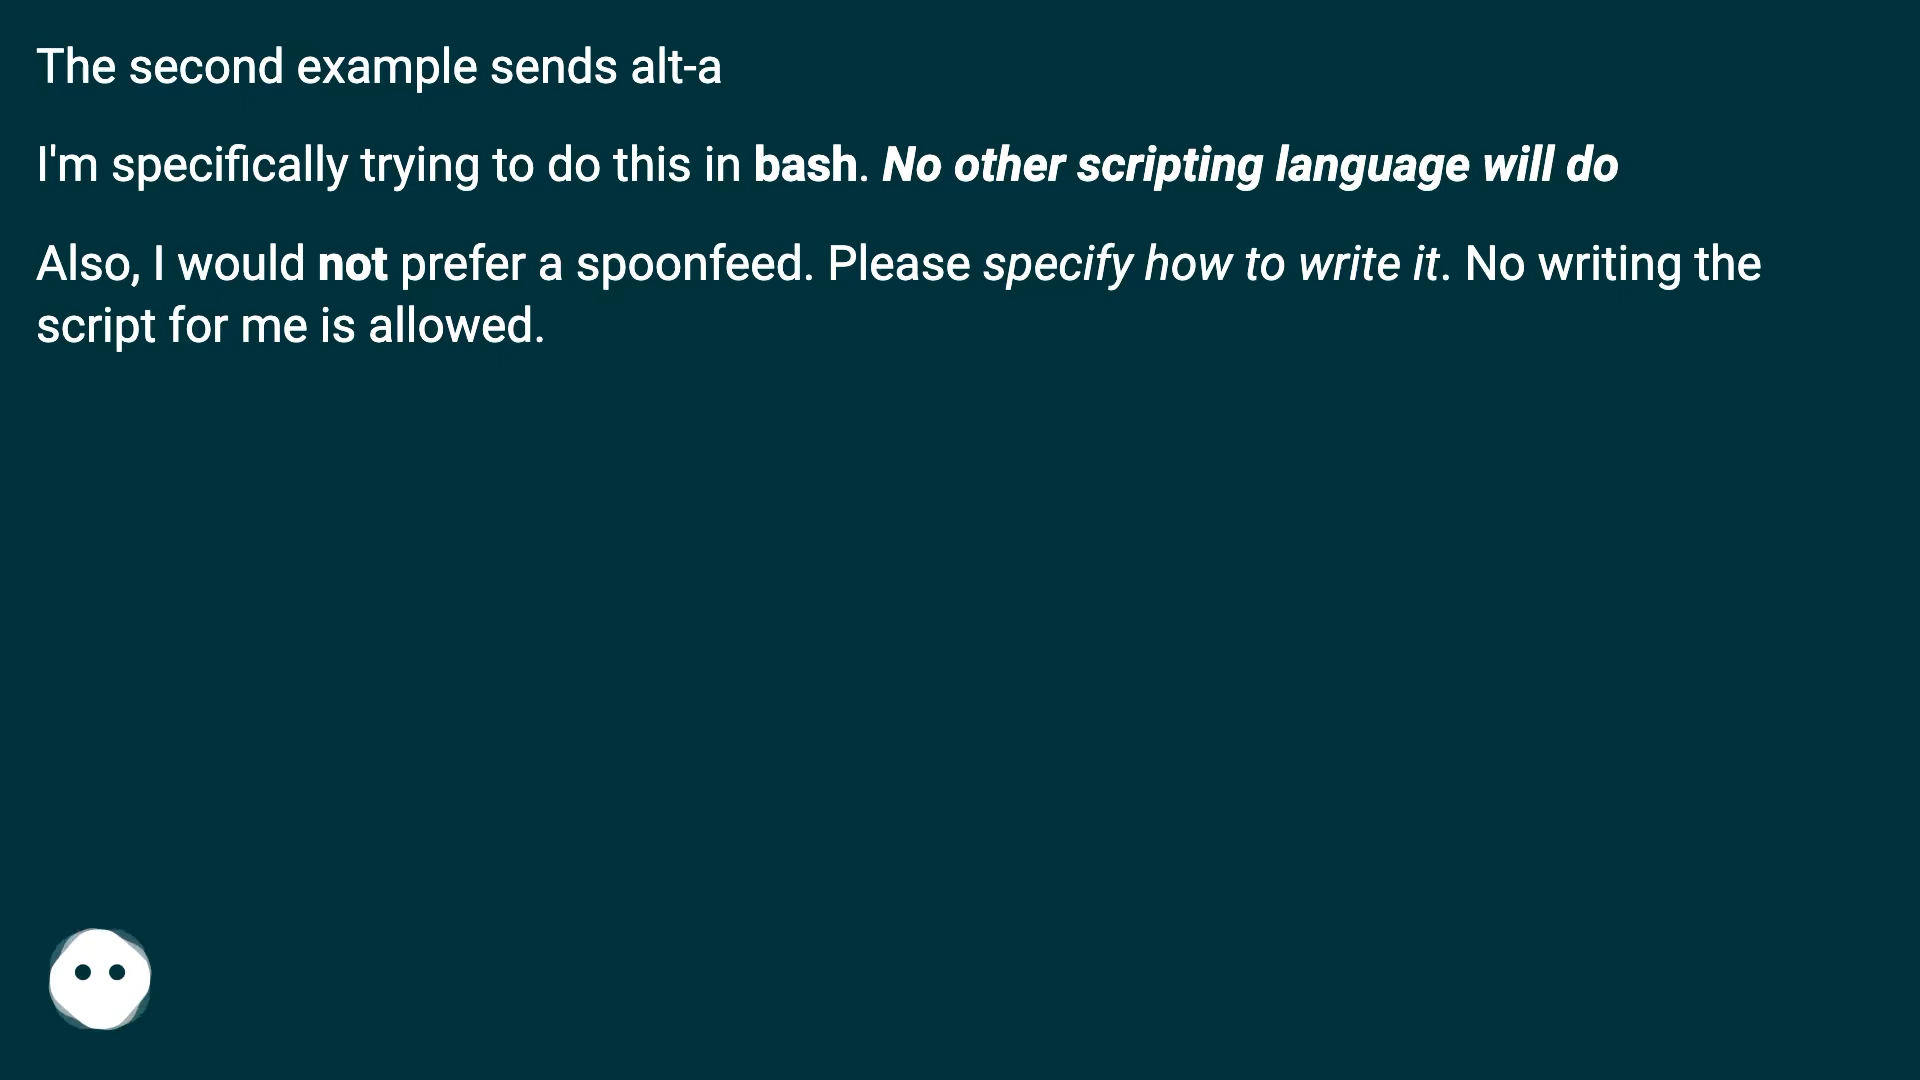 The second example sends alt-a
I'm specifically trying to do this in bash. No other scripting language will do
Also, I would not prefer a spoonfeed. Please specify how to write it. No writing the
script for me is allowed.